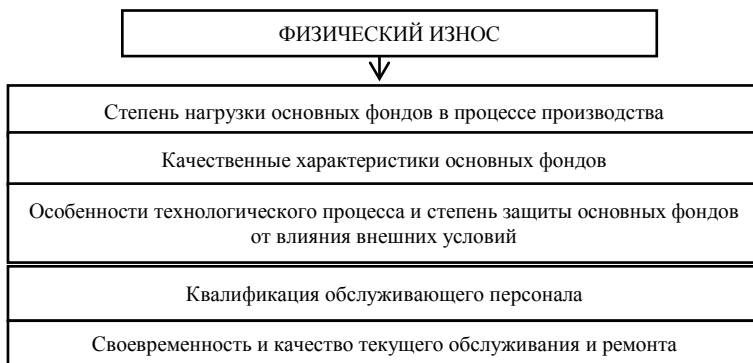 ФИЗИЧЕСКИЙ ИЗНОС
Степень нагрузки основных фондов в процессе производства
Качественные характеристики основных фондов
Особенности технологического процесса и степень защиты основных фондов
от влияния внешних условий
Квалификация обслуживающего персонала
Своевременность и качество текущего обслуживания и ремонта